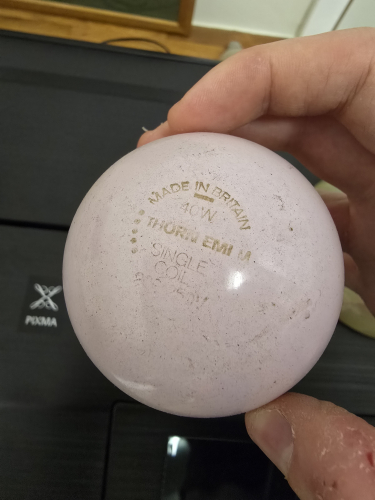 MADE IN BRITAIN
40W
THORN EMI M
SINGLE
COIL
PIXMA